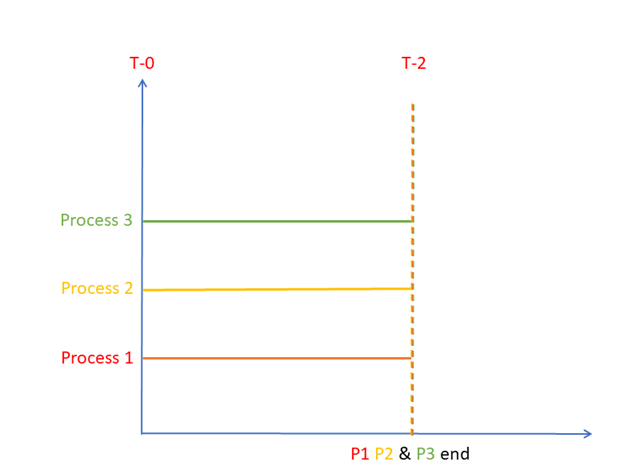 T-0
T-2
Process 3
Process 2
Process 1
P1 P2 & P3 end